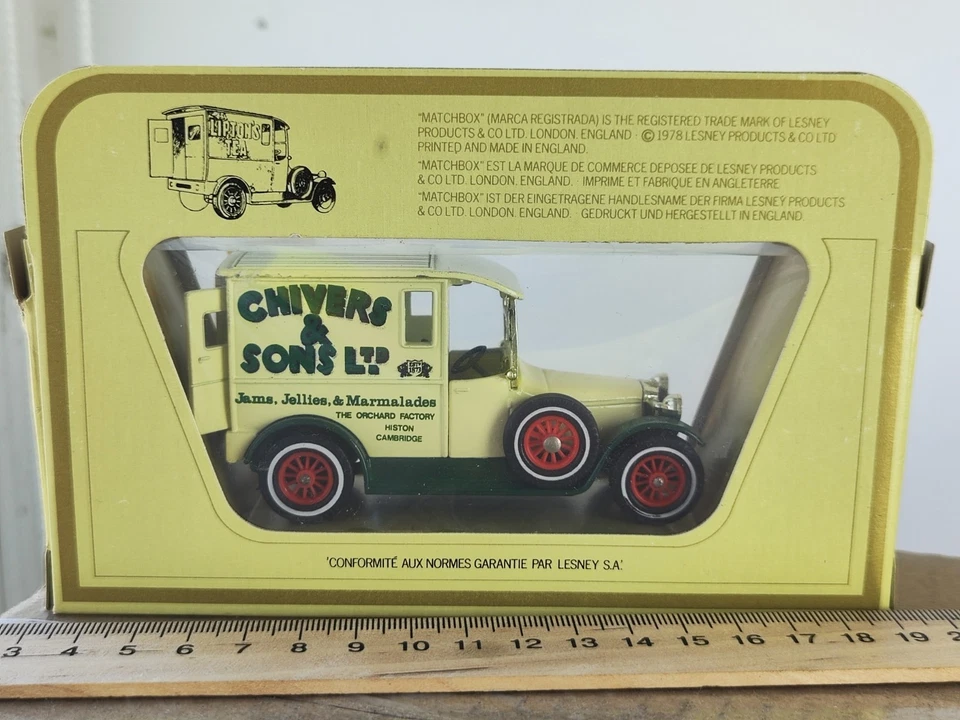 LIPTON'S
TEA
"MATCHBOX" (MARCA REGISTRADA) IS THE REGISTERED TRADE MARK OF LESNEY
PRODUCTS & CO LTD. LONDON. ENGLAND · © 1978 LESNEY PRODUCTS & CO LTD
PRINTED AND MADE IN ENGLAND.
"MATCHBOX" EST LA MARQUE DE COMMERCE DEPOSEE DE LESNEY PRODUCTS
& CO LTD. LONDON. ENGLAND. IMPRIME ET FABRIQUE EN ANGLETERRE
"MATCHBOX" IST DER EINGETRAGENE HANDLESNAME DER FIRMA LESNEY PRODUCTS
& CO LTD. LONDON. ENGLAND. · GEDRUCKT UND HERGESTELLT IN ENGLAND.
CHIVERS
&
SONS LTD
Jams, Jellies, & Marmalades
THE ORCHARD FACTORY
HISTON
CAMBRIDGE
'CONFORMITÉ AUX NORMES GARANTIE PAR LESNEY S.A.'
3 4 5 6 7 8 9 10 11 12 13 14 15 16 17 18 19 2